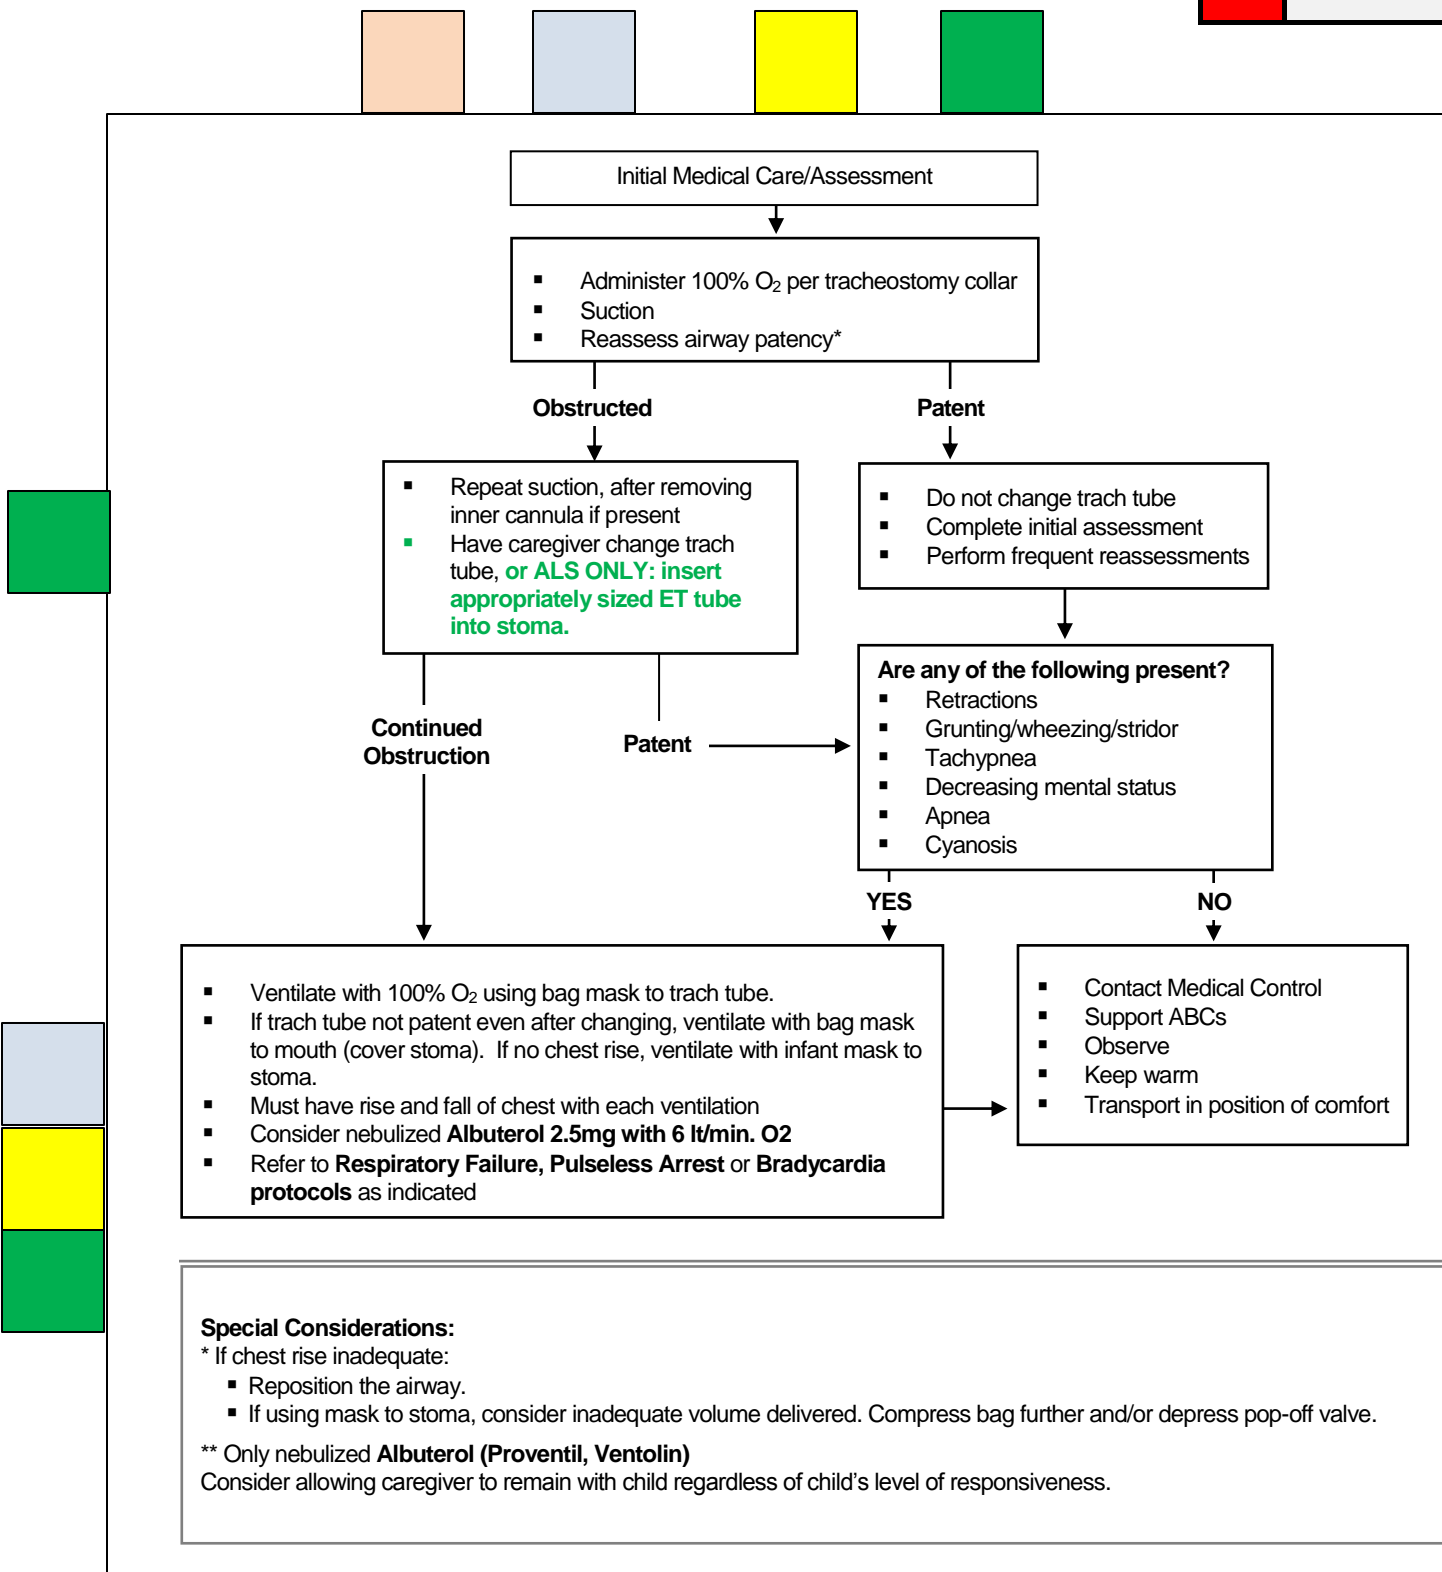 Initial Medical Care/Assessment
▪ Administer 100% O₂ per tracheostomy collar
▪ Suction
▪ Reassess airway patency*
Obstructed
Patent
▪ Repeat suction, after removing
inner cannula if present
▪ Have caregiver change trach
tube, or ALS ONLY: insert
appropriately sized ET tube
into stoma.
▪ Do not change trach tube
▪ Complete initial assessment
▪ Perform frequent reassessments
Continued
Obstruction
Patent
Are any of the following present?
▪ Retractions
▪ Grunting/wheezing/stridor
▪ Tachypnea
▪ Decreasing mental status
▪ Apnea
▪ Cyanosis
YES
NO
▪ Ventilate with 100% O₂ using bag mask to trach tube.
▪ If trach tube not patent even after changing, ventilate with bag mask
to mouth (cover stoma). If no chest rise, ventilate with infant mask to
stoma.
▪ Must have rise and fall of chest with each ventilation
▪ Consider nebulized Albuterol 2.5mg with 6 lt/min. O2
▪ Refer to Respiratory Failure, Pulseless Arrest or Bradycardia
protocols as indicated
▪ Contact Medical Control
▪ Support ABCs
▪ Observe
▪ Keep warm
▪ Transport in position of comfort
Special Considerations:
* If chest rise inadequate:
▪ Reposition the airway.
▪ If using mask to stoma, consider inadequate volume delivered. Compress bag further and/or depress pop-off valve.
** Only nebulized Albuterol (Proventil, Ventolin)
Consider allowing caregiver to remain with child regardless of child's level of responsiveness.